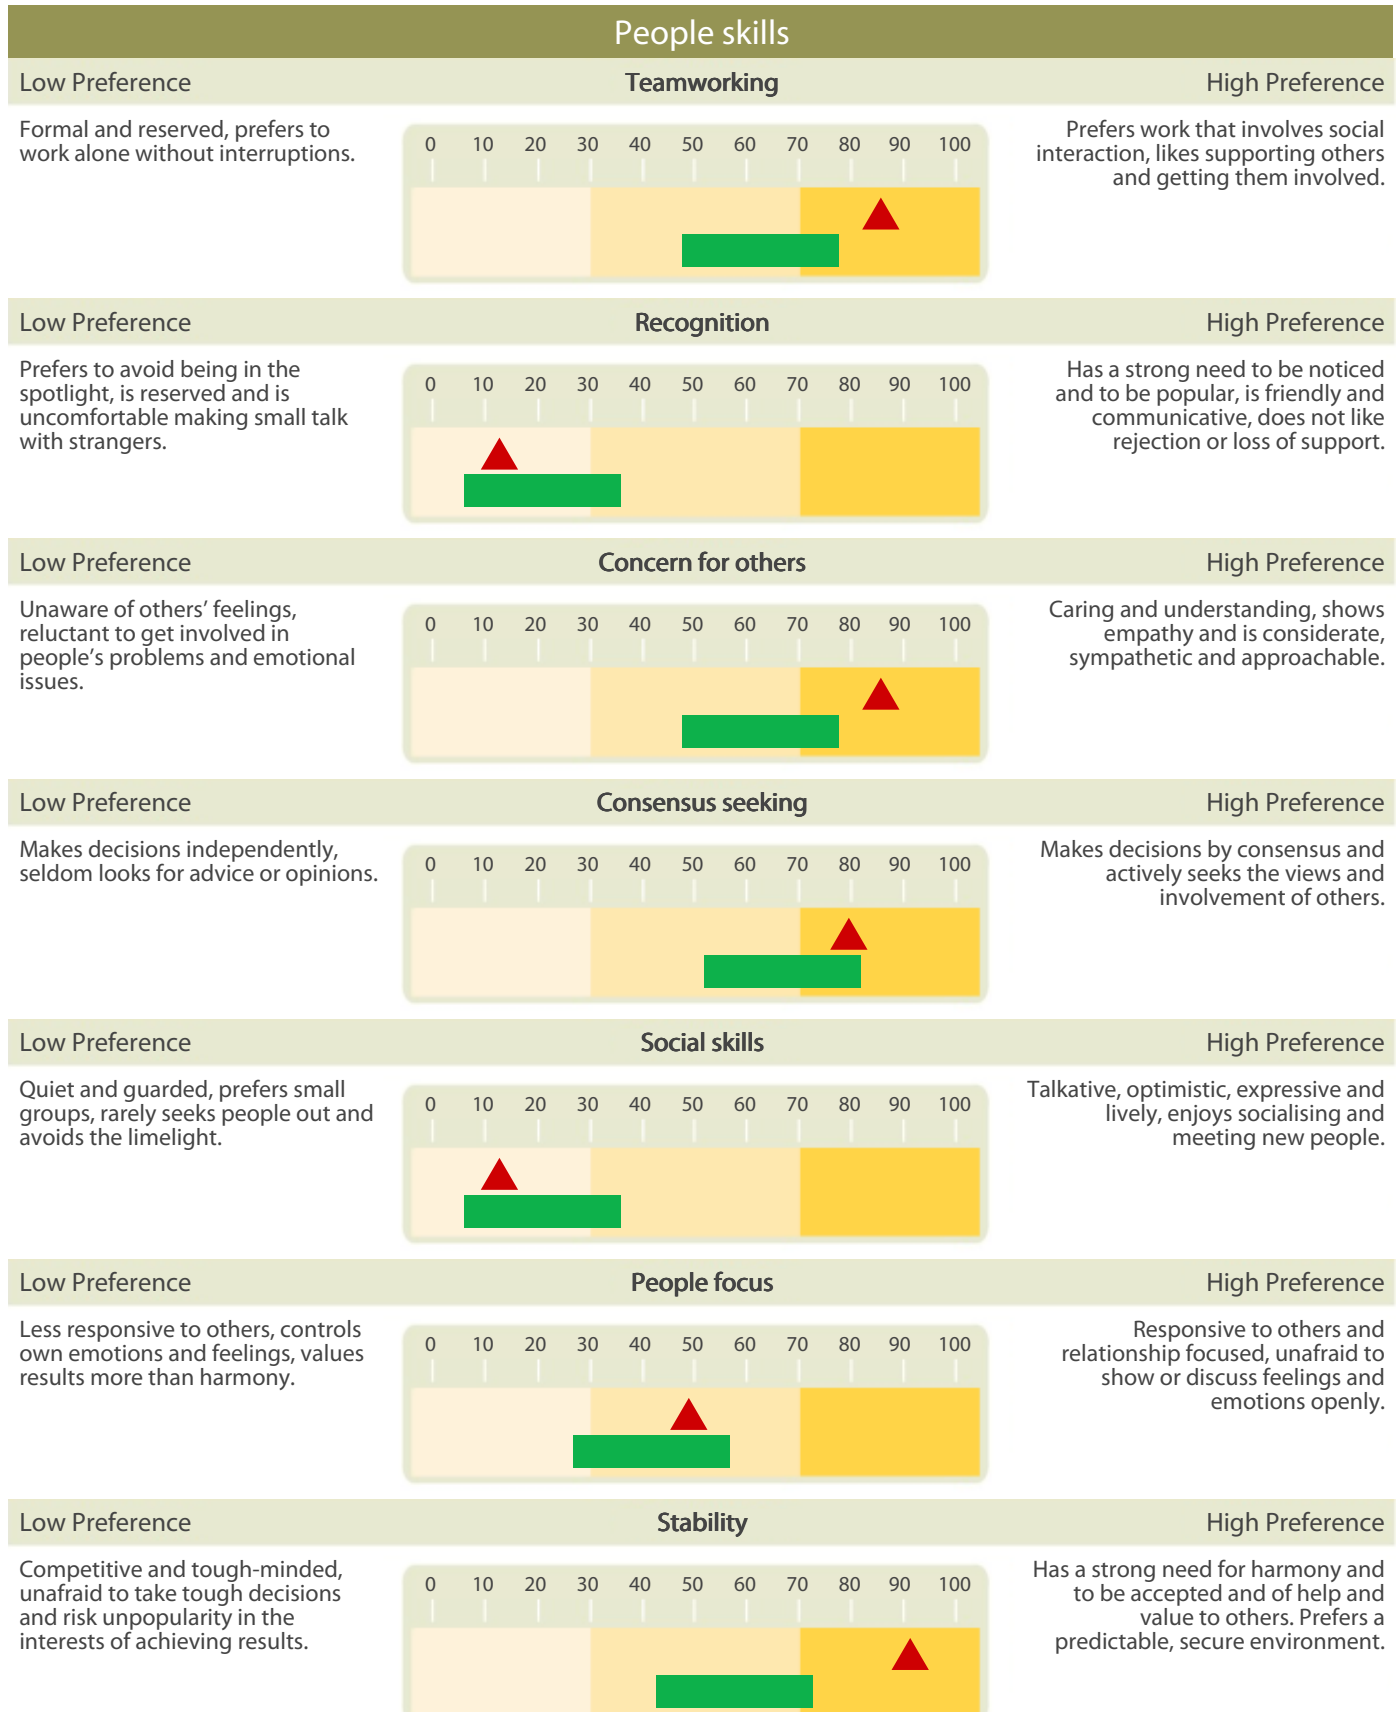 People skills
Low Preference Teamworking High Preference
Formal and reserved, prefers to
work alone without interruptions.
0 10 20 30 40 50 60 70 80 90 100
Prefers work that involves social
interaction, likes supporting others
and getting them involved.
Low Preference Recognition High Preference
Prefers to avoid being in the
spotlight, is reserved and is
uncomfortable making small talk
with strangers.
0 10 20 30 40 50 60 70 80 90 100
Has a strong need to be noticed
and to be popular, is friendly and
communicative, does not like
rejection or loss of support.
Low Preference Concern for others High Preference
Unaware of others’ feelings,
reluctant to get involved in
people’s problems and emotional
issues.
0 10 20 30 40 50 60 70 80 90 100
Caring and understanding, shows
empathy and is considerate,
sympathetic and approachable.
Low Preference Consensus seeking High Preference
Makes decisions independently,
seldom looks for advice or opinions.
0 10 20 30 40 50 60 70 80 90 100
Makes decisions by consensus and
actively seeks the views and
involvement of others.
Low Preference Social skills High Preference
Quiet and guarded, prefers small
groups, rarely seeks people out and
avoids the limelight.
0 10 20 30 40 50 60 70 80 90 100
Talkative, optimistic, expressive and
lively, enjoys socialising and
meeting new people.
Low Preference People focus High Preference
Less responsive to others, controls
own emotions and feelings, values
results more than harmony.
0 10 20 30 40 50 60 70 80 90 100
Responsive to others and
relationship focused, unafraid to
show or discuss feelings and
emotions openly.
Low Preference Stability High Preference
Competitive and tough-minded,
unafraid to take tough decisions
and risk unpopularity in the
interests of achieving results.
0 10 20 30 40 50 60 70 80 90 100
Has a strong need for harmony and
to be accepted and of help and
value to others. Prefers a
predictable, secure environment.